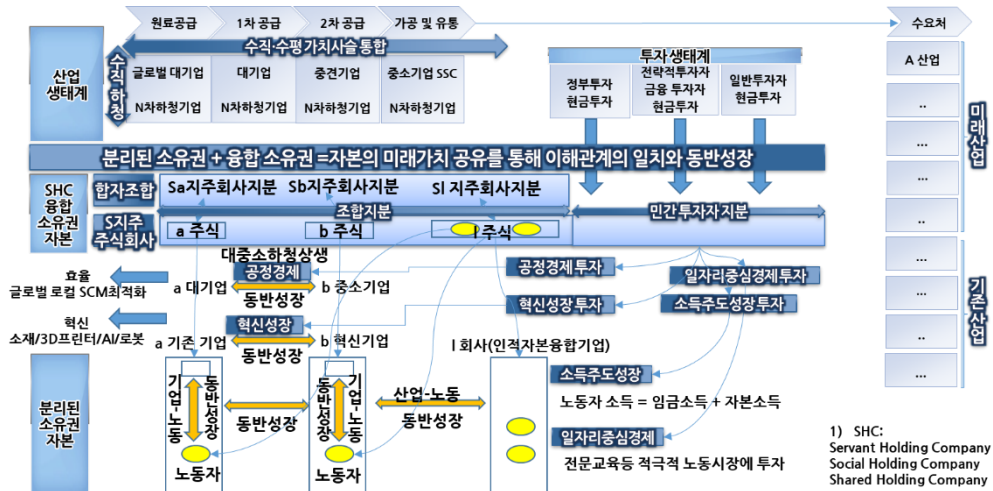 원료공급
1차 공급
2차 공급
가공 및 유통
수요처
수직·수평 가치사슬 통합
수직 하청
산업
생태계
글로벌 대기업
N차하청기업
대기업
N차하청기업
중견기업
N차하청기업
중소기업 SSC
N차하청기업
투자 생태계
정부투자
현금투자
전략적투자자
금융 투자자
현금투자
일반투자자
현금투자
A 산업
..
...
...
..
미래산업
분리된 소유권 + 융합 소유권 =자본의 미래가치 공유를 통해 이해관계의 일치와 동반성장
SHC
융합
소유권
자본
합자조합
S지주
주식회사
Sa지주회사지분
Sb지주회사지분
Sl 지주회사지분
조합지분
민간 투자자 지분
a 주식
b 주식
l 주식
대중소하청상생
공정경제
a 대기업
b 중소기업
동반성장
공정경제 투자
일자리중심경제 투자
혁신성장 투자
소득주도성장 투자
효율
글로벌 로컬 SCM최적화
혁신
소재/3D프린터/AI/로봇
혁신성장
a 기존 기업
b 혁신기업
동반성장
l 회사(인적자본융합기업)
...
...
..
...
기존산업
분리된
소유권
자본
기업-노동
동반성장
노동자
동반성장
기업-노동
동반성장
노동자
산업-노동
동반성장
소득주도성장
노동자 소득 = 임금소득 + 자본소득
일자리중심경제
전문교육등 적극적 노동시장에 투자
1) SHC:
Servant Holding Company
Social Holding Company
Shared Holding Company